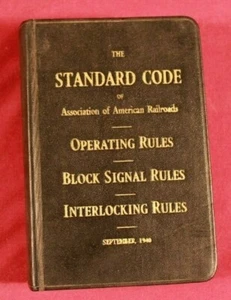 THE
STANDARD CODE
OF
Association of American Railroads
OPERATING RULES
BLOCK SIGNAL RULES
INTERLOCKING RULES
SEPTEMBER, 1940